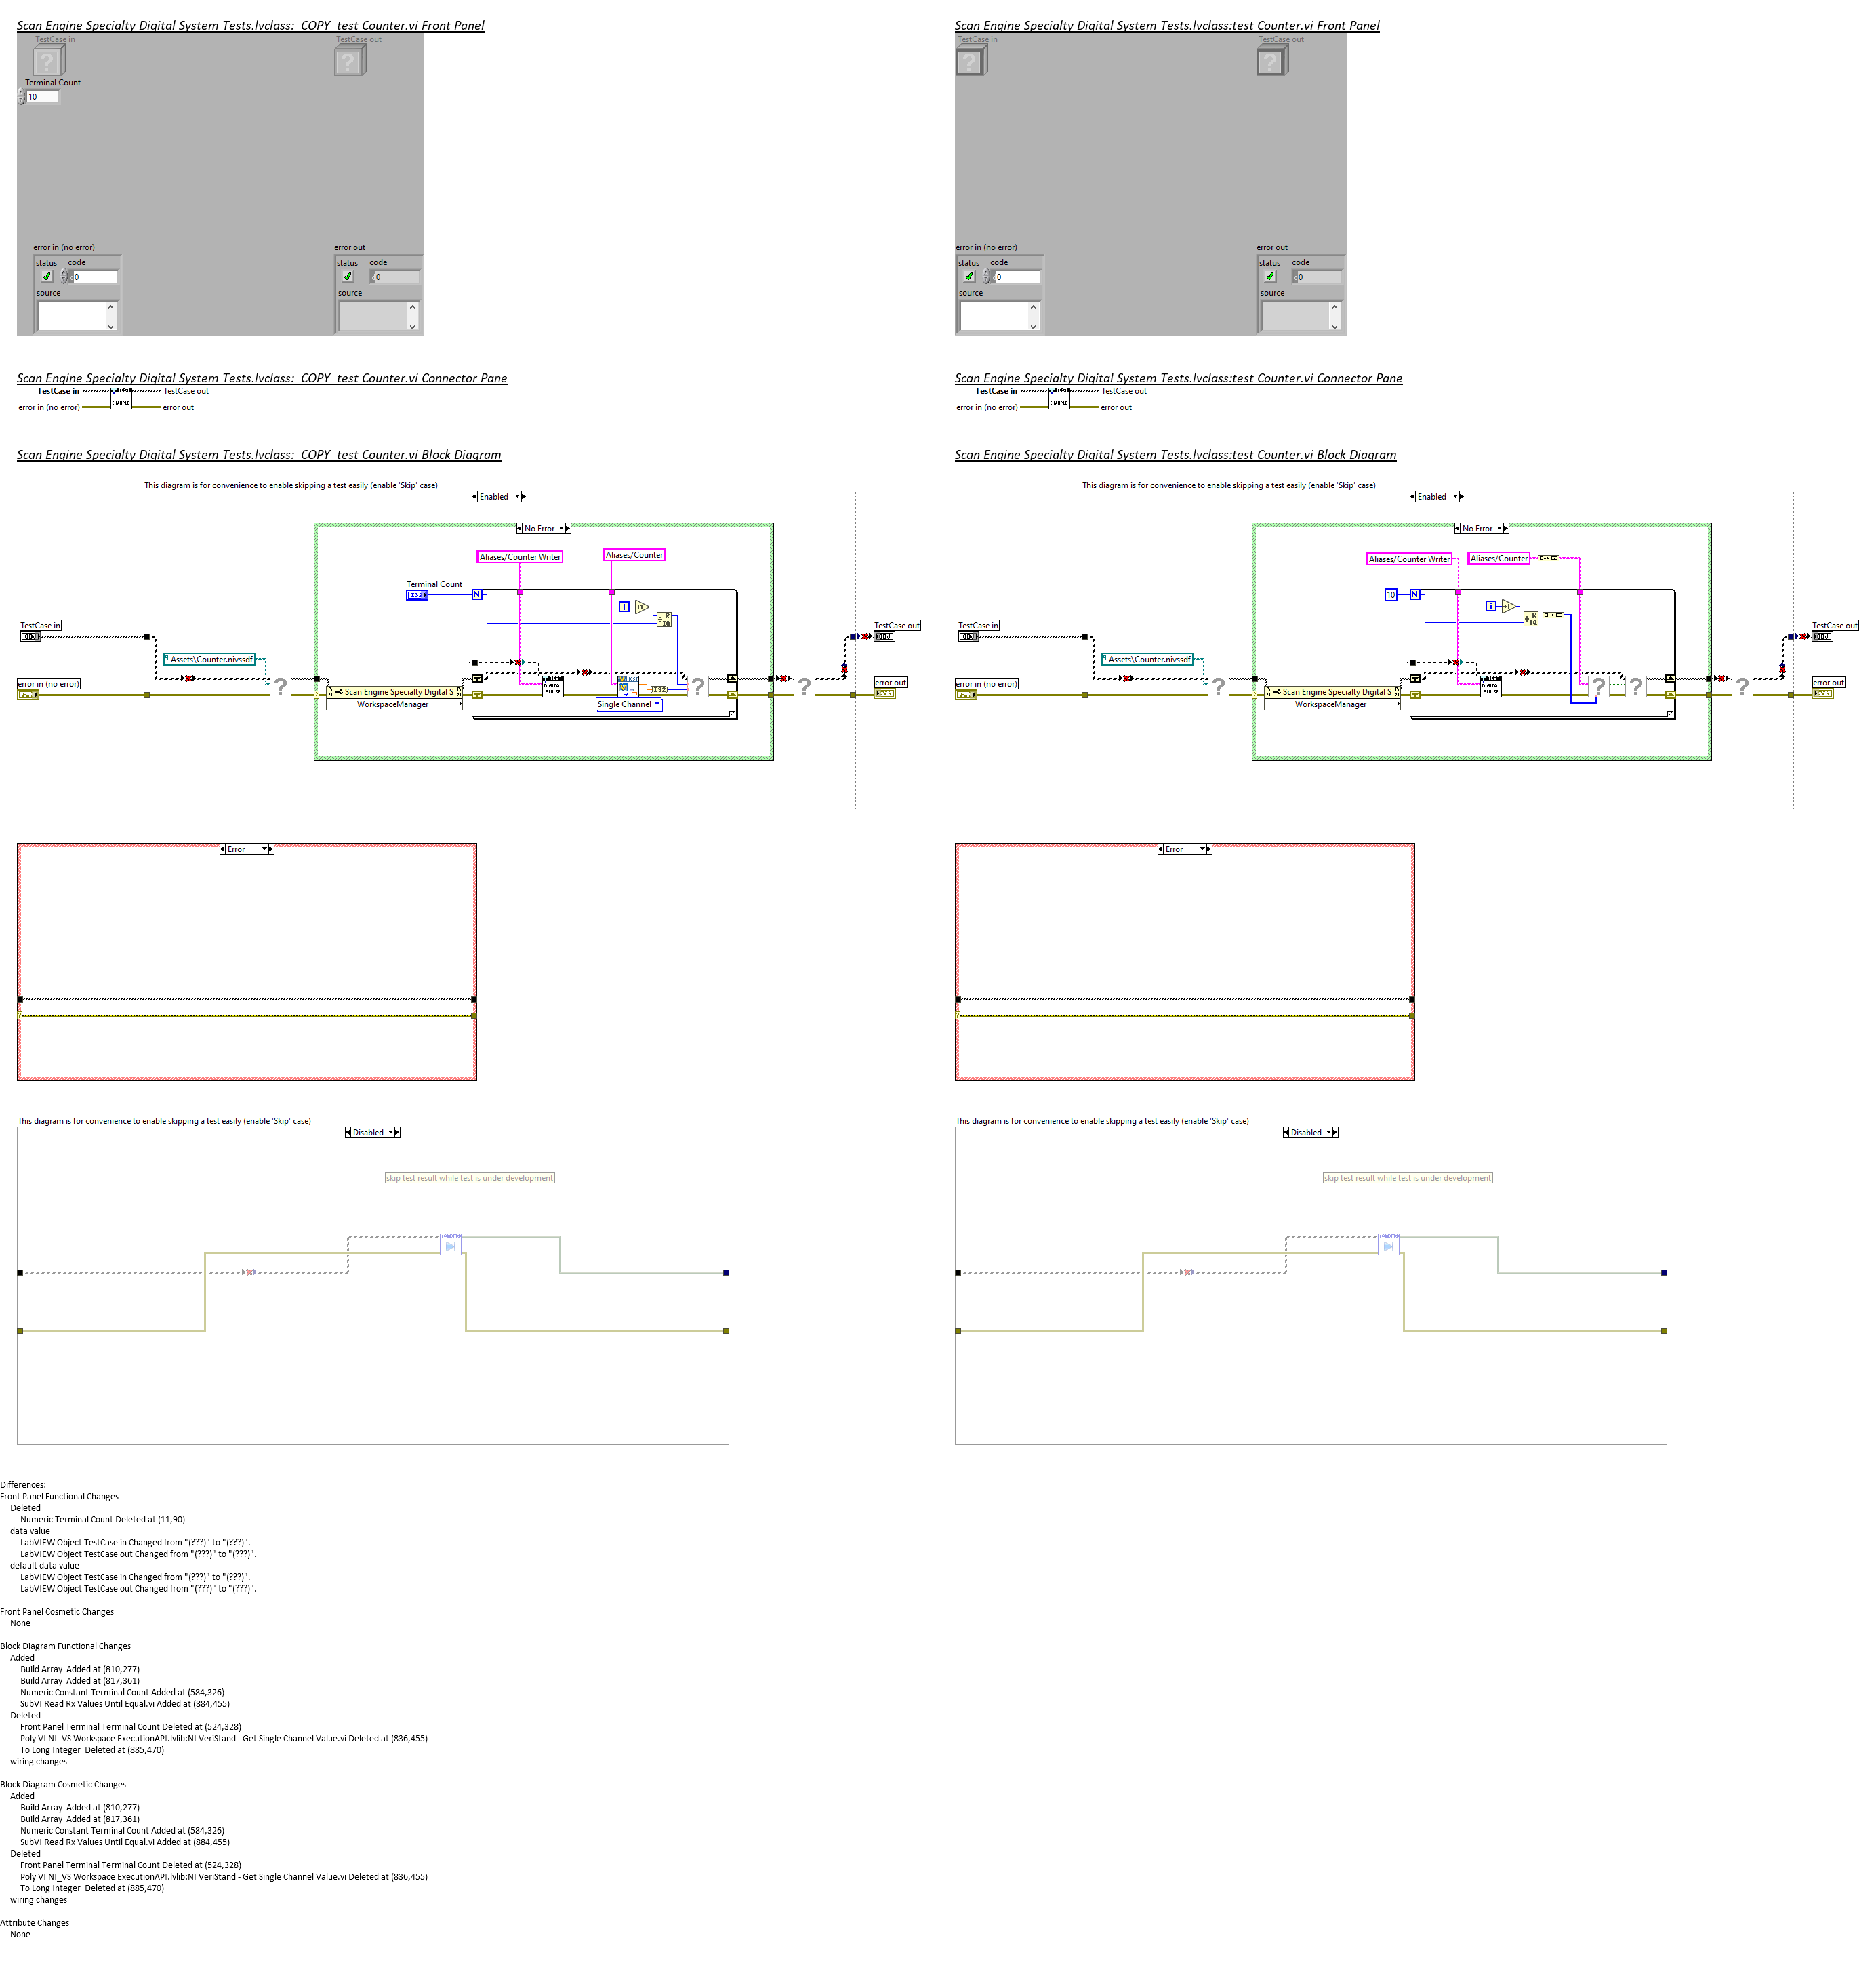 Scan Engine Specialty Digital System Tests.lvclass:_COPY_test Counter.vi Front Panel
TestCase in
TestCase out
Terminal Count
10
error in (no error)
status
code
0
source
error out
status
code
0
source
Scan Engine Specialty Digital System Tests.lvclass:test Counter.vi Front Panel
TestCase in
TestCase out
error in (no error)
status
code
0
source
error out
status
code
0
source
Scan Engine Specialty Digital System Tests.lvclass:_COPY_test Counter.vi Connector Pane
TestCase in
TEST
EXAMPLE
TestCase out
error in (no error)
error out
Scan Engine Specialty Digital System Tests.lvclass:test Counter.vi Connector Pane
TestCase in
TEST
EXAMPLE
TestCase out
error in (no error)
error out
Scan Engine Specialty Digital System Tests.lvclass:_COPY_test Counter.vi Block Diagram
This diagram is for convenience to enable skipping a test easily (enable 'Skip' case)
Enabled
No Error
Aliases/Counter Writer
Aliases/Counter
Terminal Count
I32
N
i
+1
R
IQ
TestCase in
OBJ
TestCase out
OBJ
Assets\Counter.nivssdf
error in (no error)
error out
Scan Engine Specialty Digital S
WorkspaceManager
TEST
DIGITAL
PULSE
I32
Single Channel
Scan Engine Specialty Digital System Tests.lvclass:test Counter.vi Block Diagram
This diagram is for convenience to enable skipping a test easily (enable 'Skip' case)
Enabled
No Error
Aliases/Counter Writer
Aliases/Counter
10
N
i
+1
R
IQ
TestCase in
OBJ
TestCase out
OBJ
Assets\Counter.nivssdf
error in (no error)
error out
Scan Engine Specialty Digital S
WorkspaceManager
TEST
DIGITAL
PULSE
Error
Error
This diagram is for convenience to enable skipping a test easily (enable 'Skip' case)
Disabled
skip test result while test is under development
This diagram is for convenience to enable skipping a test easily (enable 'Skip' case)
Disabled
skip test result while test is under development
Differences:
Front Panel Functional Changes
Deleted
Numeric Terminal Count Deleted at (11,90)
data value
LabVIEW Object TestCase in Changed from "(???)" to "(???)".
LabVIEW Object TestCase out Changed from "(???)" to "(???)".
default data value
LabVIEW Object TestCase in Changed from "(???)" to "(???)".
LabVIEW Object TestCase out Changed from "(???)" to "(???)".
Front Panel Cosmetic Changes
None
Block Diagram Functional Changes
Added
Build Array  Added at (810,277)
Build Array  Added at (817,361)
Numeric Constant Terminal Count Added at (584,326)
SubVI Read Rx Values Until Equal.vi Added at (884,455)
Deleted
Front Panel Terminal Terminal Count Deleted at (524,328)
Poly VI NI_VS Workspace ExecutionAPI.lvlib:NI VeriStand - Get Single Channel Value.vi Deleted at (836,455)
To Long Integer  Deleted at (885,470)
wiring changes
Block Diagram Cosmetic Changes
Added
Build Array  Added at (810,277)
Build Array  Added at (817,361)
Numeric Constant Terminal Count Added at (584,326)
SubVI Read Rx Values Until Equal.vi Added at (884,455)
Deleted
Front Panel Terminal Terminal Count Deleted at (524,328)
Poly VI NI_VS Workspace ExecutionAPI.lvlib:NI VeriStand - Get Single Channel Value.vi Deleted at (836,455)
To Long Integer  Deleted at (885,470)
wiring changes
Attribute Changes
None